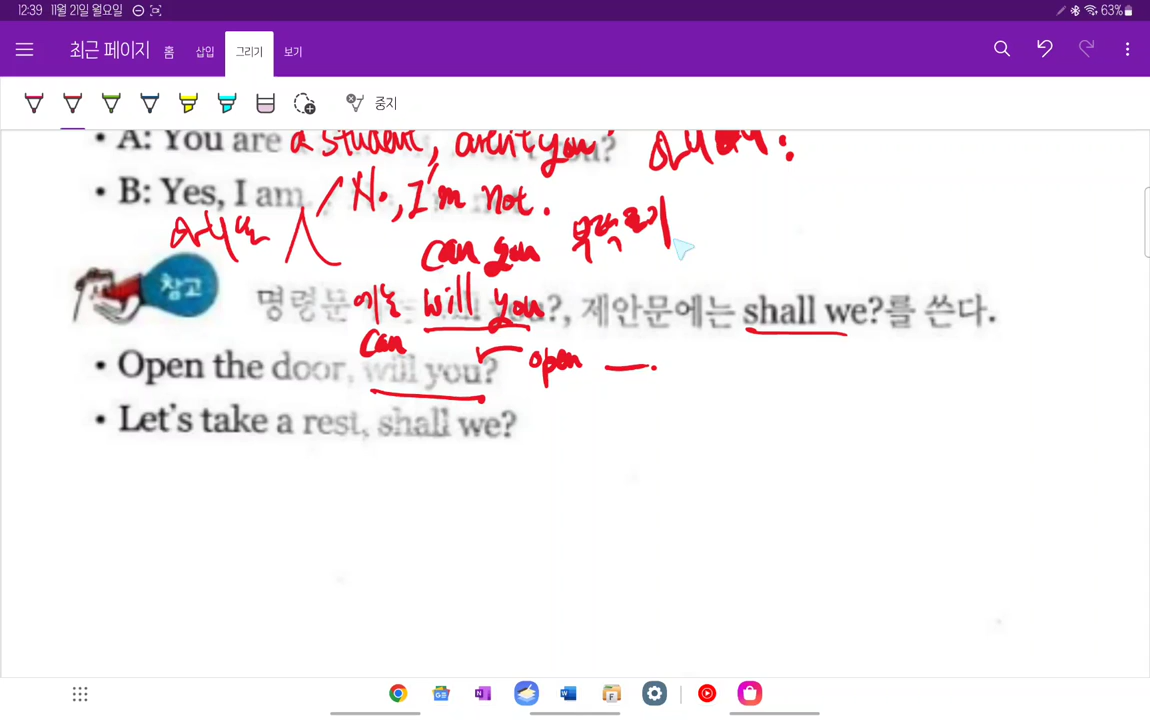 12:39 11월 21일 월요일 63%
최근 페이지 홈 삽입 그리기 보기
중지
• A: You are a student, aren't you?
• B: Yes, I am. / No, I'm not.
can you
참고
명령문에는 will you?, 제안문에는 shall we?를 쓴다.
can
• Open the door, will you? open
• Let's take a rest, shall we?